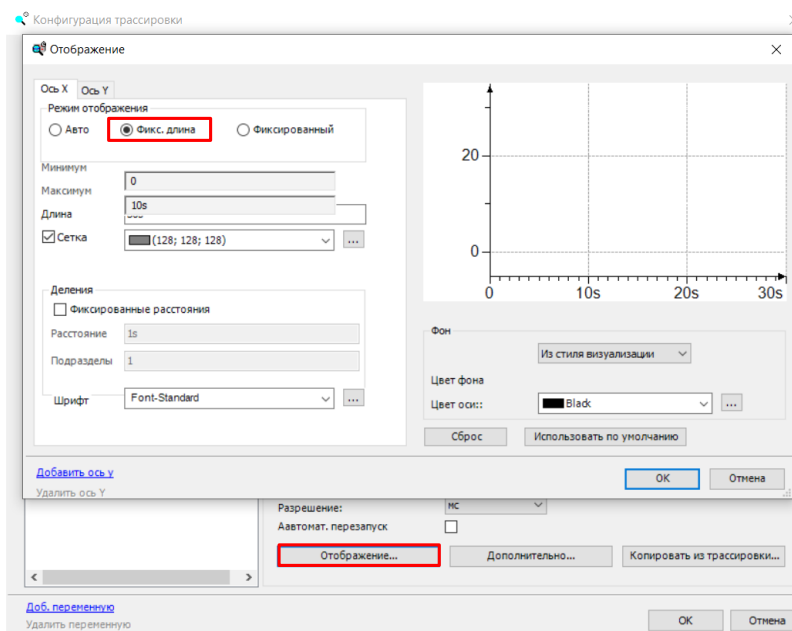 Конфигурация трассировки
Отображение
Ось X Ось Y
Режим отображения
Авто Фикс. длина Фиксированный
Минимум
0
Максимум
10s
Длина
Сетка (128; 128; 128) ...
Деления
Фиксированные расстояния
Расстояние 1s
Подразделы 1
Шрифт Font-Standard ...
20
0
0 10s 20s 30s
Фон
Из стиля визуализации
Цвет фона
Цвет оси:: Black ...
Сброс Использовать по умолчанию
Добавить ось y
Удалить ось Y
OK Отмена
Разрешение: мс
Аавтомат. перезапуск
Отображение... Дополнительно... Копировать из трассировки...
Доб. переменную
Удалить переменную
OK Отмена